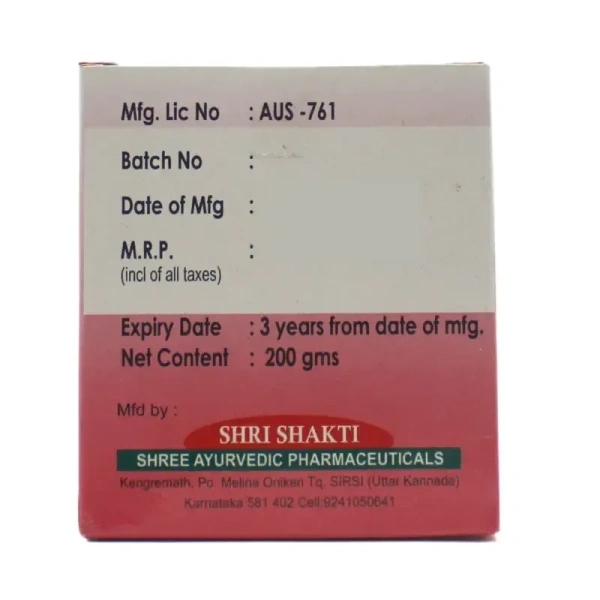 Mfg. Lic No : AUS -761
Batch No :
Date of Mfg :
M.R.P. :
(incl of all taxes)
Expiry Date : 3 years from date of mfg.
Net Content : 200 gms
Mfd by :
SHRI SHAKTI
SHREE AYURVEDIC PHARMACEUTICALS
Kengremath, Po. Melina Onikeri Tq. SIRSI (Uttar Kannada)
Karnataka 581 402 Cell:9241050641